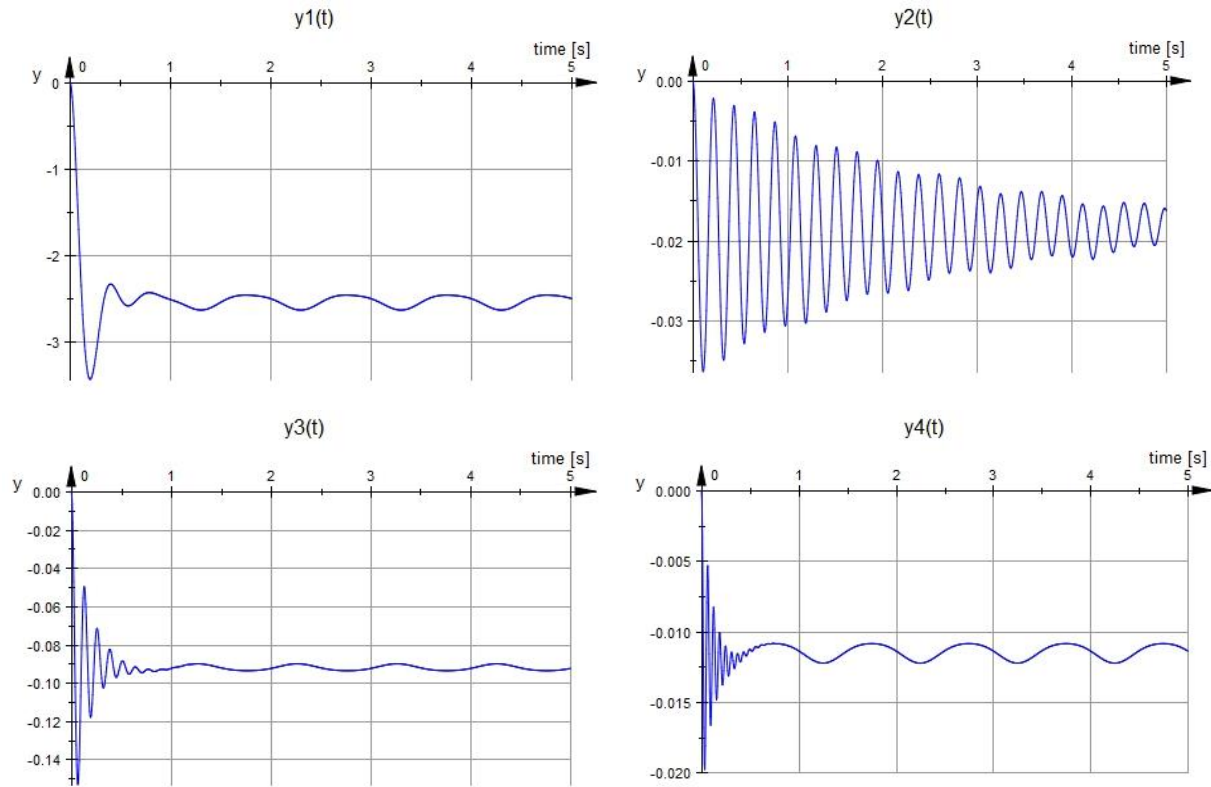 y1(t)
time [s]
y
0 1 2 3 4 5
0
-1
-2
-3
y2(t)
time [s]
y
0 1 2 3 4 5
0.00
-0.01
-0.02
-0.03
y3(t)
time [s]
y
0 1 2 3 4 5
0.00
-0.02
-0.04
-0.06
-0.08
-0.10
-0.12
-0.14
y4(t)
time [s]
y
0 1 2 3 4 5
0.000
-0.005
-0.010
-0.015
-0.020